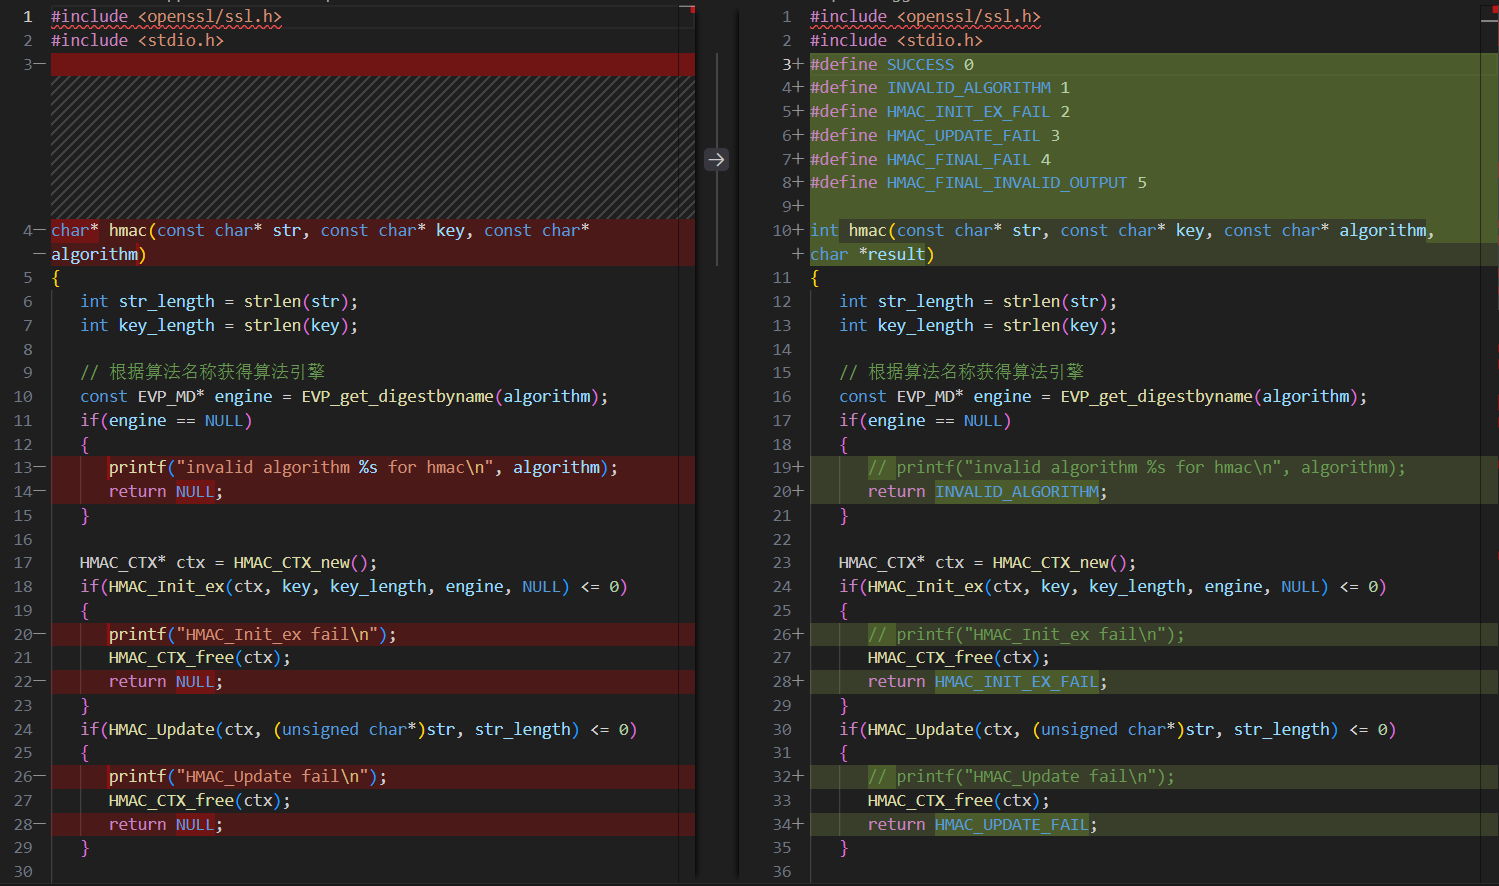 1 #include <openssl/ssl.h>
2 #include <stdio.h>
3—
4— char* hmac(const char* str, const char* key, const char*
— algorithm)
5 {
6 int str_length = strlen(str);
7 int key_length = strlen(key);
8
9 // 根据算法名称获得算法引擎
10 const EVP_MD* engine = EVP_get_digestbyname(algorithm);
11 if(engine == NULL)
12 {
13— printf("invalid algorithm %s for hmac\n", algorithm);
14— return NULL;
15 }
16
17 HMAC_CTX* ctx = HMAC_CTX_new();
18 if(HMAC_Init_ex(ctx, key, key_length, engine, NULL) <= 0)
19 {
20— printf("HMAC_Init_ex fail\n");
21 HMAC_CTX_free(ctx);
22— return NULL;
23 }
24 if(HMAC_Update(ctx, (unsigned char*)str, str_length) <= 0)
25 {
26— printf("HMAC_Update fail\n");
27 HMAC_CTX_free(ctx);
28— return NULL;
29 }
30
1 #include <openssl/ssl.h>
2 #include <stdio.h>
3+ #define SUCCESS 0
4+ #define INVALID_ALGORITHM 1
5+ #define HMAC_INIT_EX_FAIL 2
6+ #define HMAC_UPDATE_FAIL 3
7+ #define HMAC_FINAL_FAIL 4
8+ #define HMAC_FINAL_INVALID_OUTPUT 5
9+
10+ int hmac(const char* str, const char* key, const char* algorithm,
+ char *result)
11 {
12 int str_length = strlen(str);
13 int key_length = strlen(key);
14
15 // 根据算法名称获得算法引擎
16 const EVP_MD* engine = EVP_get_digestbyname(algorithm);
17 if(engine == NULL)
18 {
19+ // printf("invalid algorithm %s for hmac\n", algorithm);
20+ return INVALID_ALGORITHM;
21 }
22
23 HMAC_CTX* ctx = HMAC_CTX_new();
24 if(HMAC_Init_ex(ctx, key, key_length, engine, NULL) <= 0)
25 {
26+ // printf("HMAC_Init_ex fail\n");
27 HMAC_CTX_free(ctx);
28+ return HMAC_INIT_EX_FAIL;
29 }
30 if(HMAC_Update(ctx, (unsigned char*)str, str_length) <= 0)
31 {
32+ // printf("HMAC_Update fail\n");
33 HMAC_CTX_free(ctx);
34+ return HMAC_UPDATE_FAIL;
35 }
36